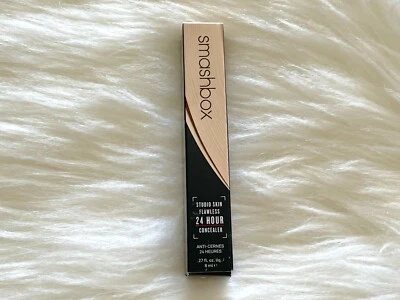 smashbox
STUDIO SKIN
FLAWLESS
24 HOUR
CONCEALER
ANTI-CERNES
24 HEURES
.27 fl. oz. liq. /
8 ml ℮